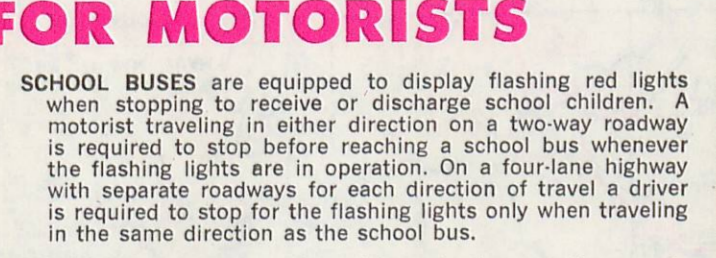 FOR MOTORISTS
SCHOOL BUSES are equipped to display flashing red lights
when stopping to receive or discharge school children. A
motorist traveling in either direction on a two-way roadway
is required to stop before reaching a school bus whenever
the flashing lights are in operation. On a four-lane highway
with separate roadways for each direction of travel a driver
is required to stop for the flashing lights only when traveling
in the same direction as the school bus.